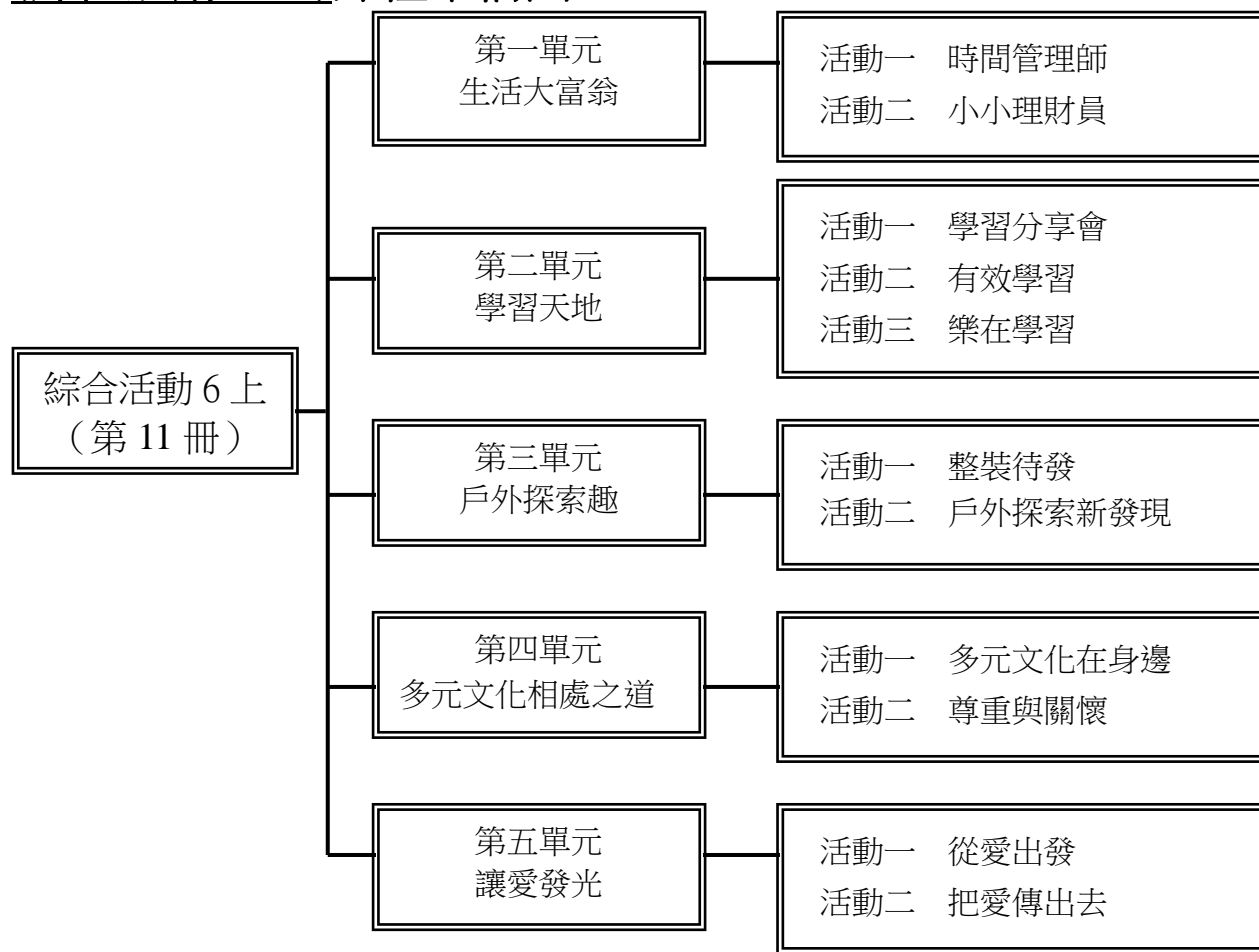 第一單元
生活大富翁
活動一 時間管理師
活動二 小小理財員
第二單元
學習天地
活動一 學習分享會
活動二 有效學習
活動三 樂在學習
綜合活動 6 上
（第 11 冊）
第三單元
戶外探索趣
活動一 整裝待發
活動二 戶外探索新發現
第四單元
多元文化相處之道
活動一 多元文化在身邊
活動二 尊重與關懷
第五單元
讓愛發光
活動一 從愛出發
活動二 把愛傳出去